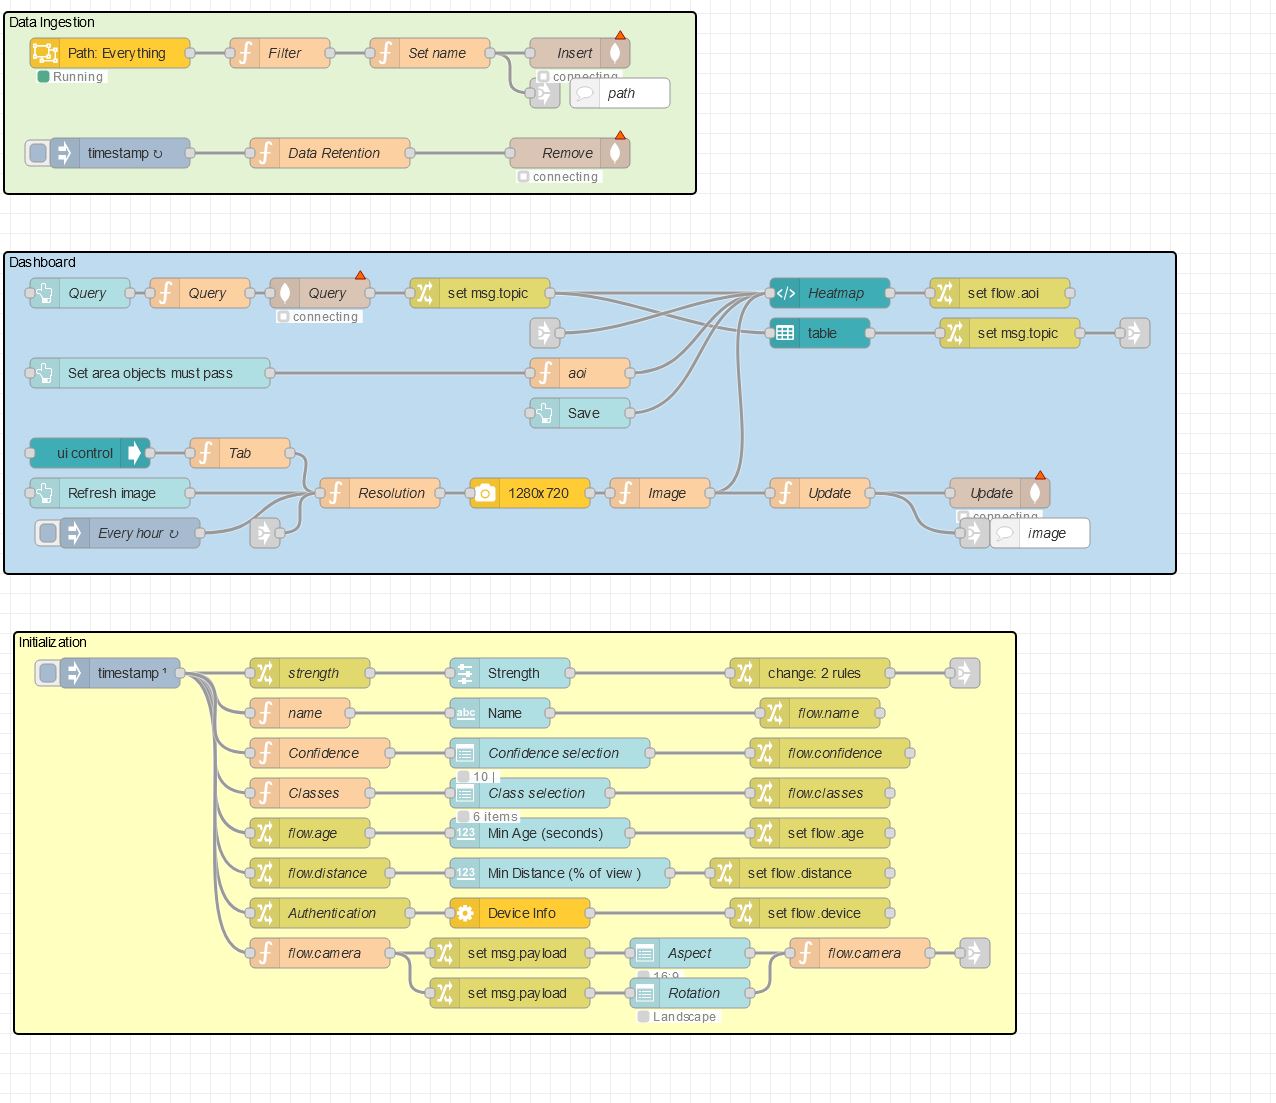 Data Ingestion
Path: Everything
Filter
Set name
Insert
Running
connecting
path
timestamp ↻
Data Retention
Remove
connecting
Dashboard
Query
Query
Query
set msg.topic
Heatmap
set flow.aoi
connecting
table
set msg.topic
Set area objects must pass
aoi
Save
ui control
Tab
Refresh image
Resolution
1280x720
Image
Update
Update
connecting
Every hour ↻
image
Initialization
timestamp ¹
strength
Strength
change: 2 rules
name
Name
flow.name
Confidence
Confidence selection
flow.confidence
10 |
Classes
Class selection
flow.classes
6 items
flow.age
Min Age (seconds)
set flow.age
flow.distance
Min Distance (% of view )
set flow.distance
Authentication
Device Info
set flow.device
flow.camera
set msg.payload
Aspect
flow.camera
16:9
set msg.payload
Rotation
Landscape